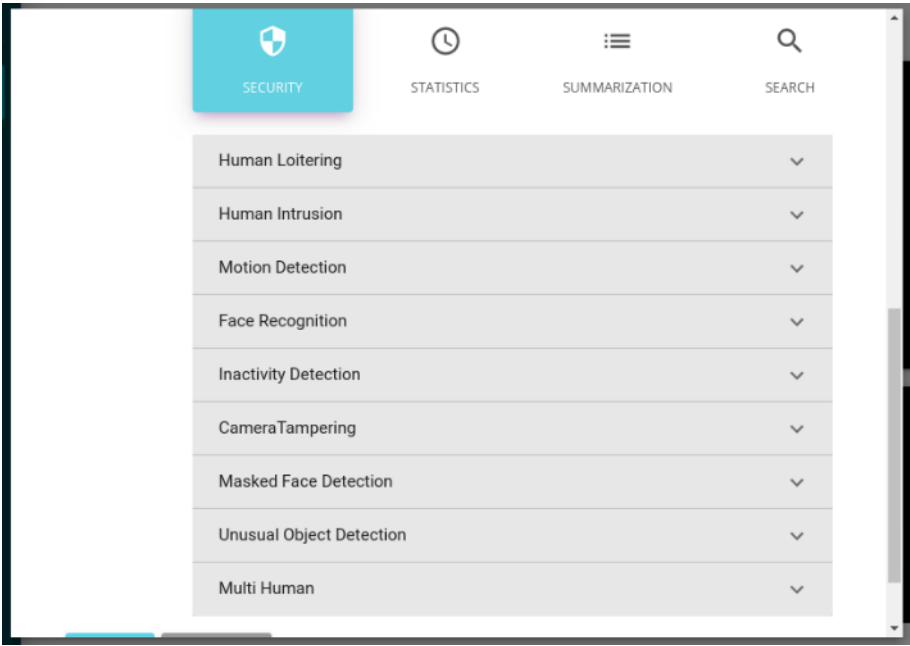 SECURITY
STATISTICS
SUMMARIZATION
SEARCH
Human Loitering
Human Intrusion
Motion Detection
Face Recognition
Inactivity Detection
CameraTampering
Masked Face Detection
Unusual Object Detection
Multi Human